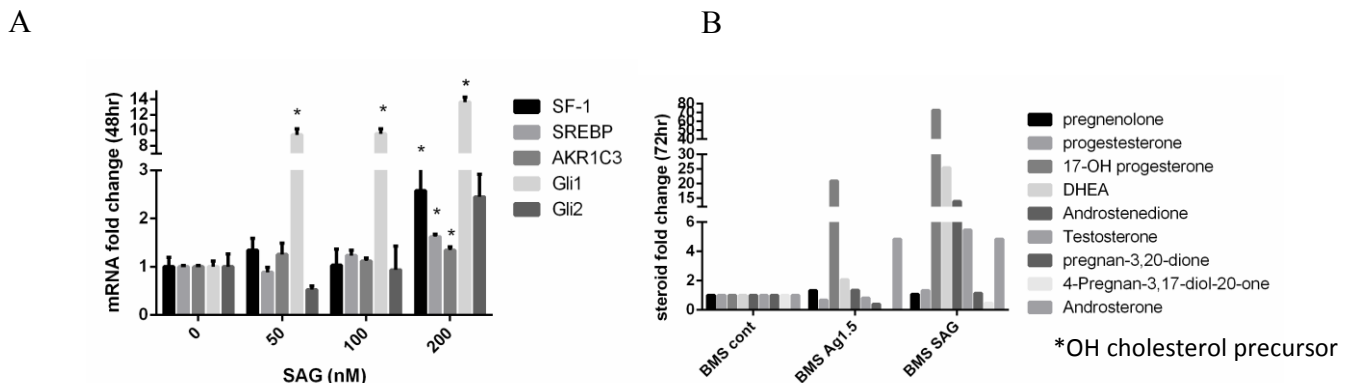 A
B
mRNA fold change (48hr)
14
12
10
8
3
2
1
0
* * * * * *
0 50 100 200
SAG (nM)
SF-1
SREBP
AKR1C3
Gli1
Gli2
steroid fold change (72hr)
80
70
60
50
40
30
25
20
15
6
4
2
0
BMS cont BMS Ag1.5 BMS SAG
pregnenolone
progestesterone
17-OH progesterone
DHEA
Androstenedione
Testosterone
pregnan-3,20-dione
4-Pregnan-3,17-diol-20-one
Androsterone
*OH cholesterol precursor